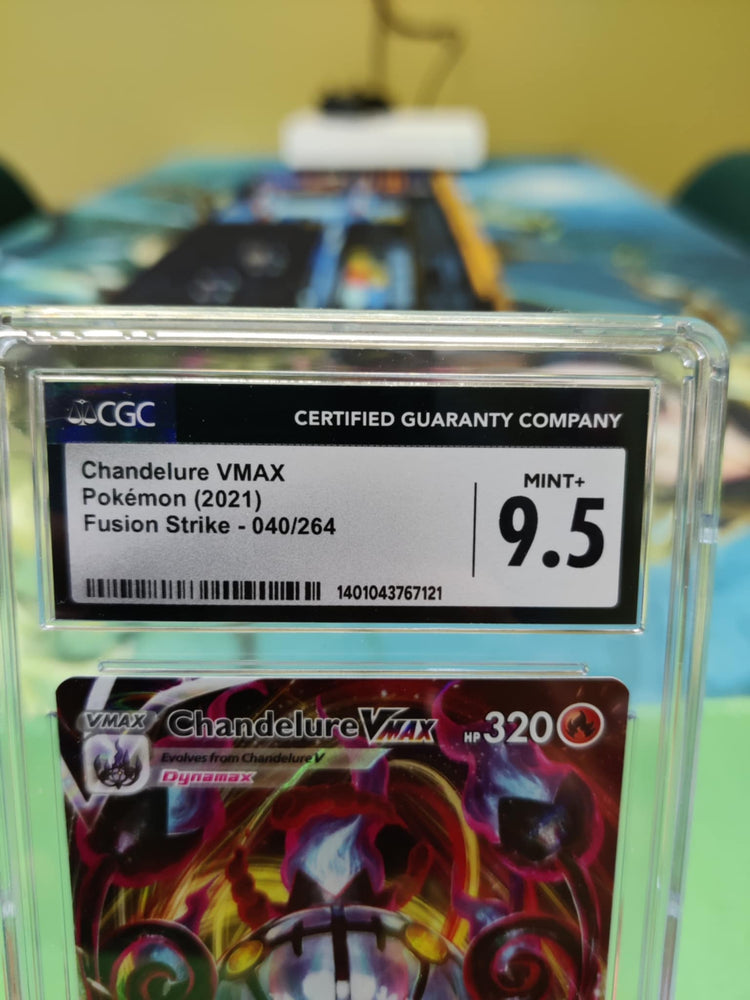 CGC
CERTIFIED GUARANTY COMPANY
Chandelure VMAX
Pokémon (2021)
Fusion Strike - 040/264
MINT+
9.5
1401043767121
VMAX
Chandelure VMAX
HP 320
Evolves from Chandelure V
Dynamax